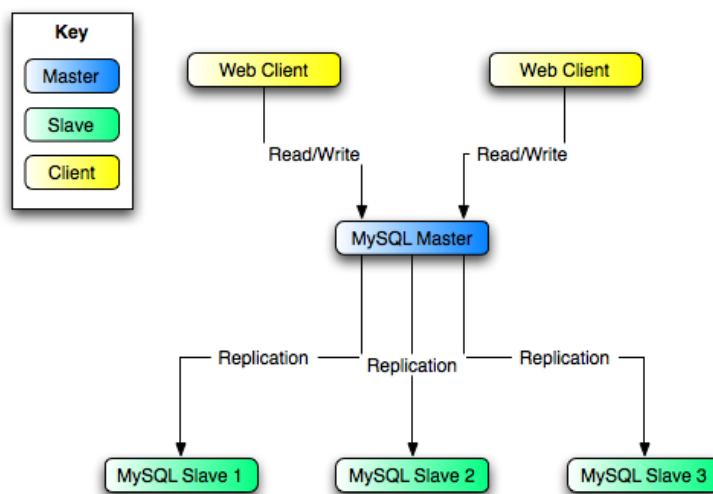 Key
Master
Slave
Client
Web Client
Web Client
Read/Write
Read/Write
MySQL Master
Replication
Replication
Replication
MySQL Slave 1
MySQL Slave 2
MySQL Slave 3